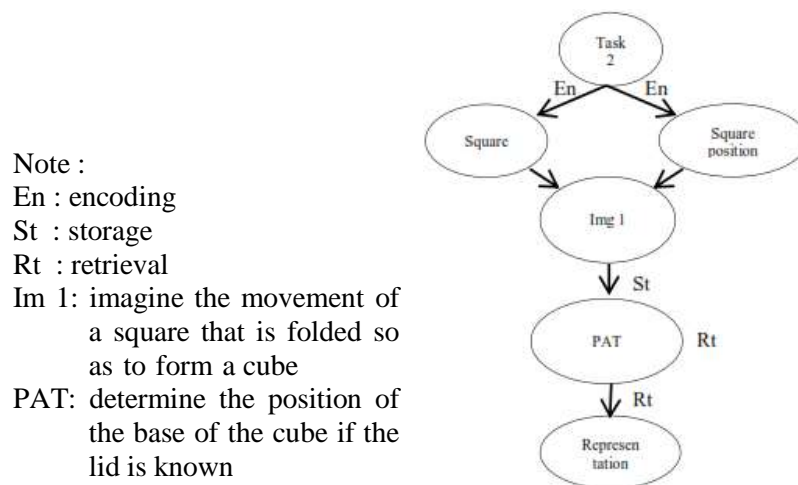 Note :
En : encoding
St : storage
Rt : retrieval
Im 1: imagine the movement of
a square that is folded so
as to form a cube
PAT: determine the position of
the base of the cube if the
lid is known
Task
2
En
En
Square
Square
position
Img 1
St
PAT
Rt
Rt
Represen
tation